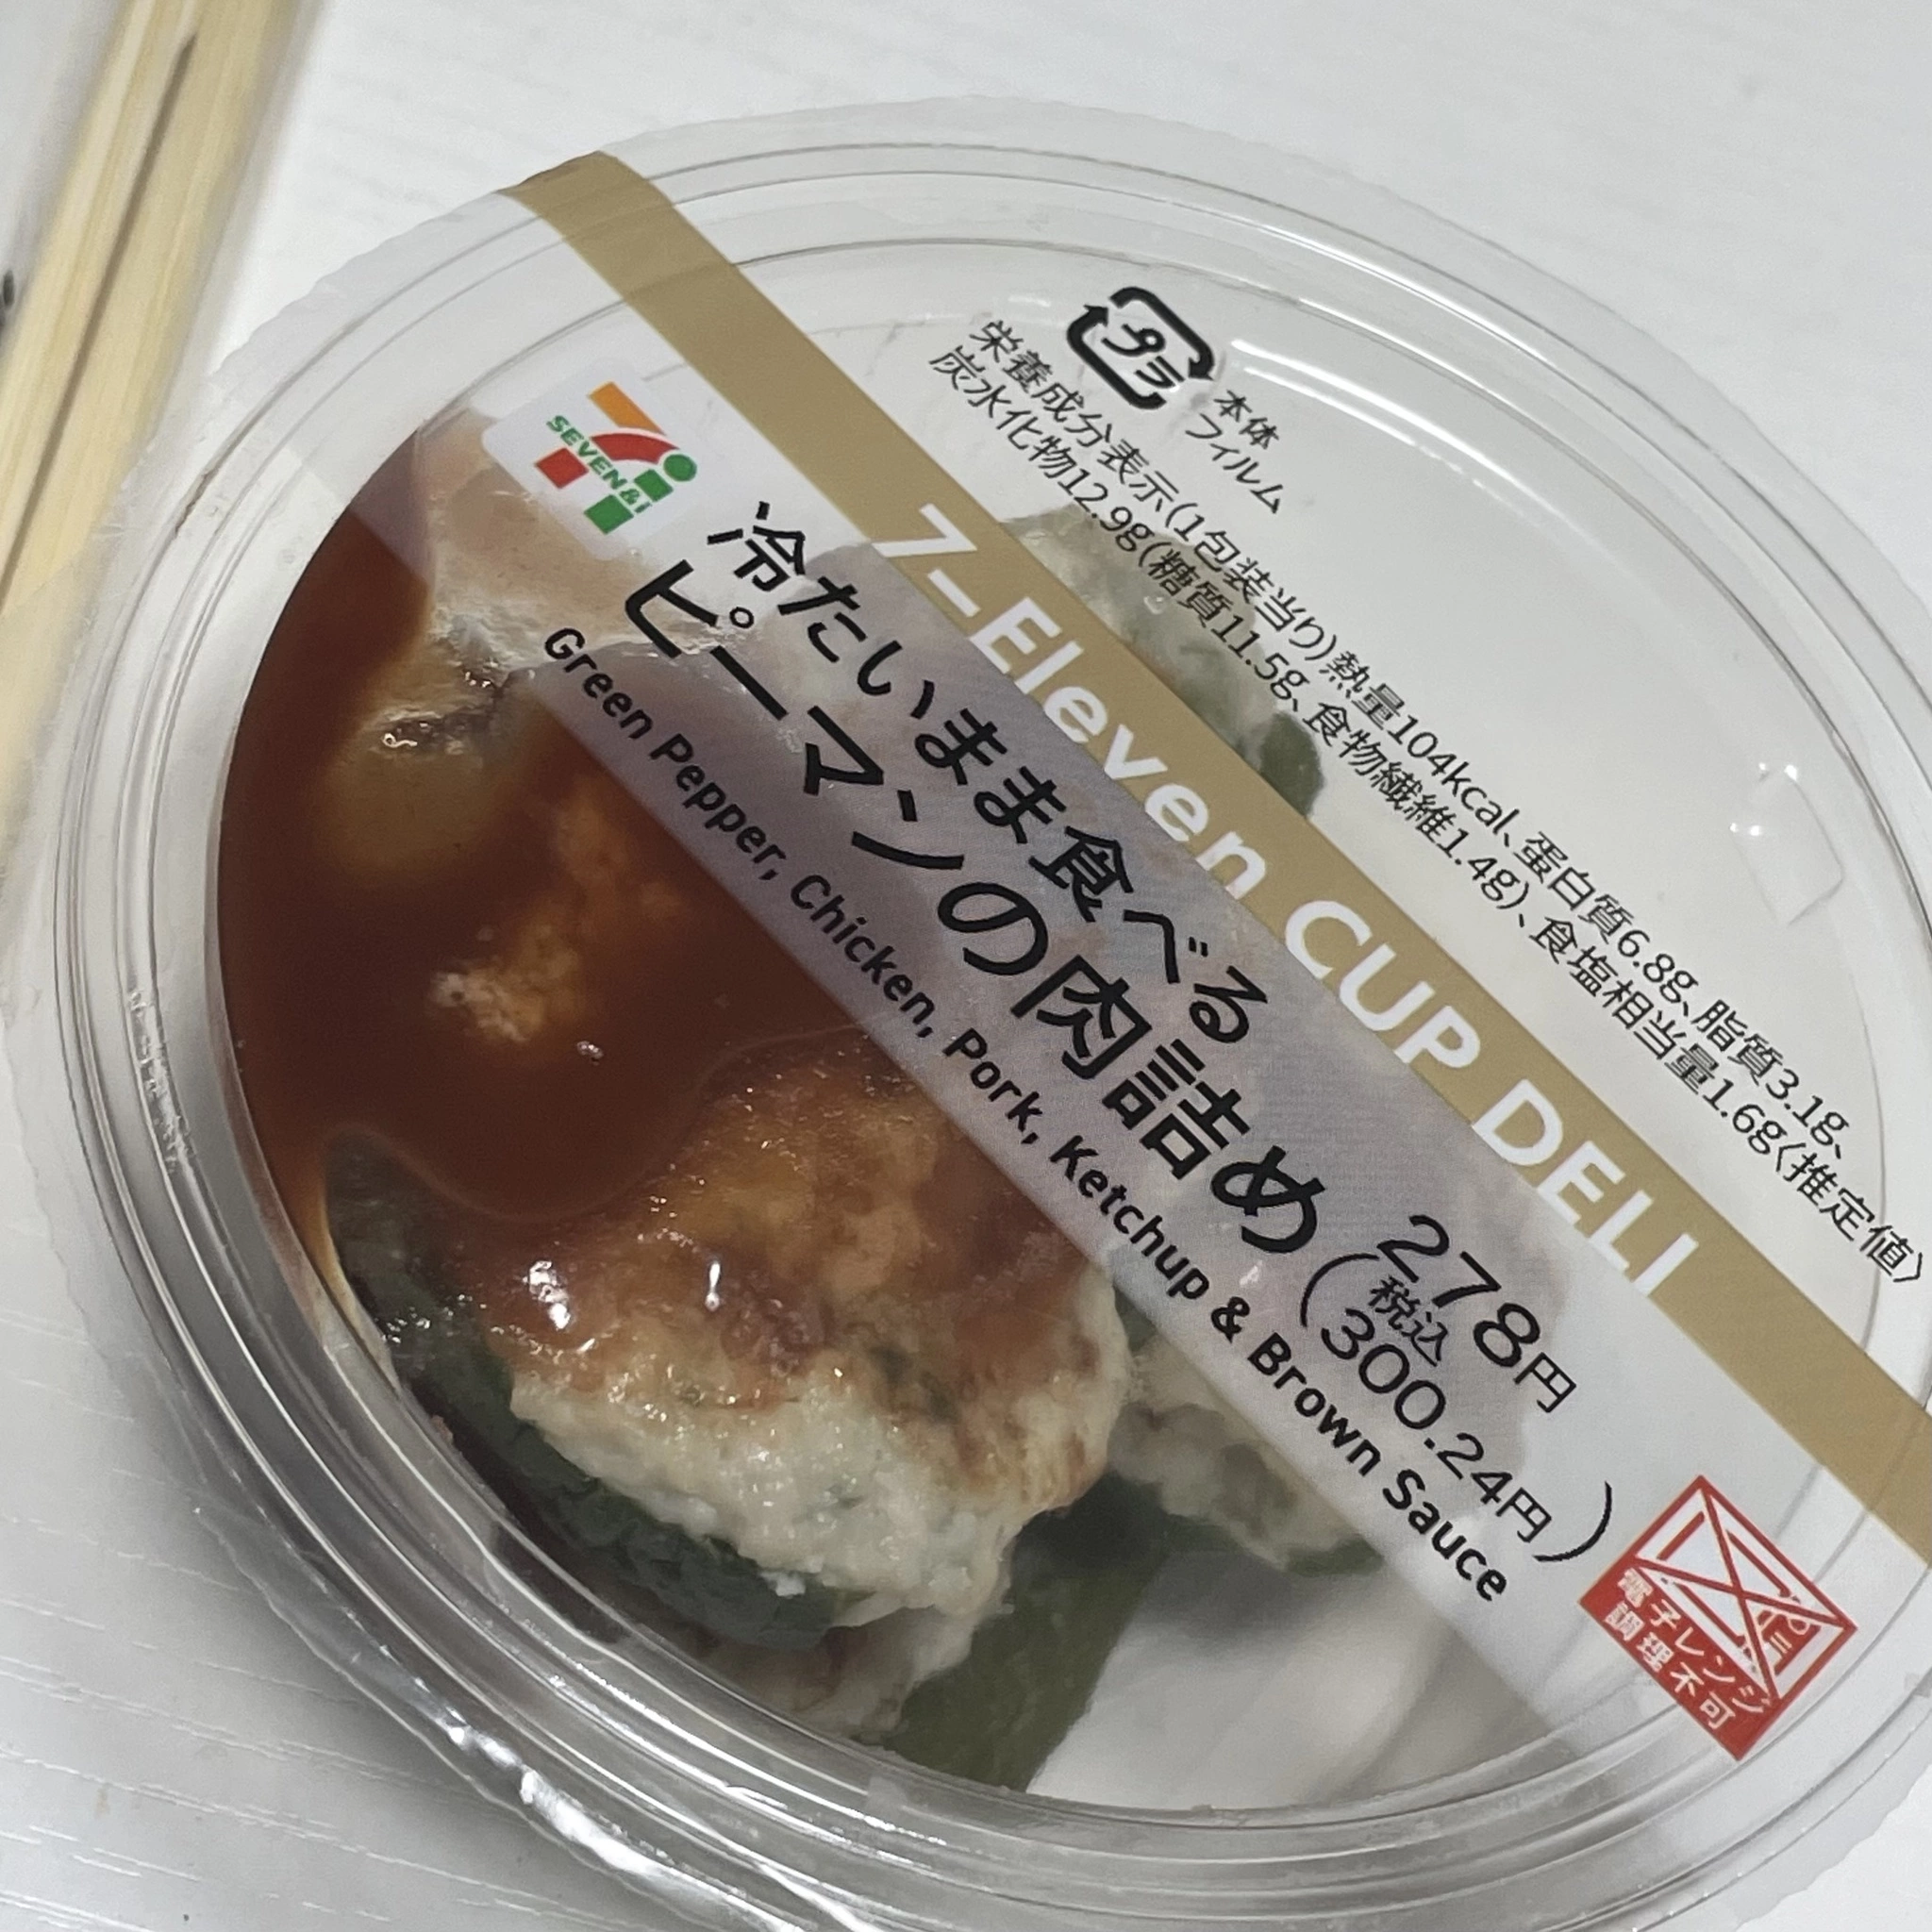 プラ
本体
フィルム
栄養成分表示(1包装当り)熱量104kcal、蛋白質6.8g、脂質3.1g、
炭水化物12.9g(糖質11.5g、食物繊維1.4g)、食塩相当量1.6g(推定値)
7-Eleven CUP DELI
SEVEN&i
冷たいまま食べる
ピーマンの肉詰め
278円
(税込300.24円)
Green Pepper, Chicken, Pork, Ketchup & Brown Sauce
電子レンジ
調理不可